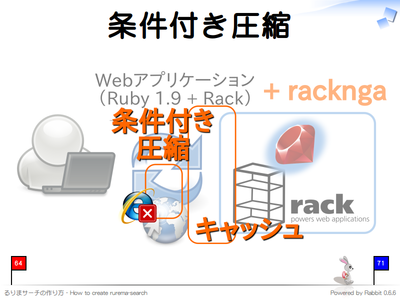 条件付き圧縮
Webアプリケーション
(Ruby 1.9 + Rack)
+ racknga
条件付き
圧縮
キャッシュ
rack
powers web applications
64
71
るりまサーチの作り方 - How to create rurema-search
Powered by Rabbit 0.6.6